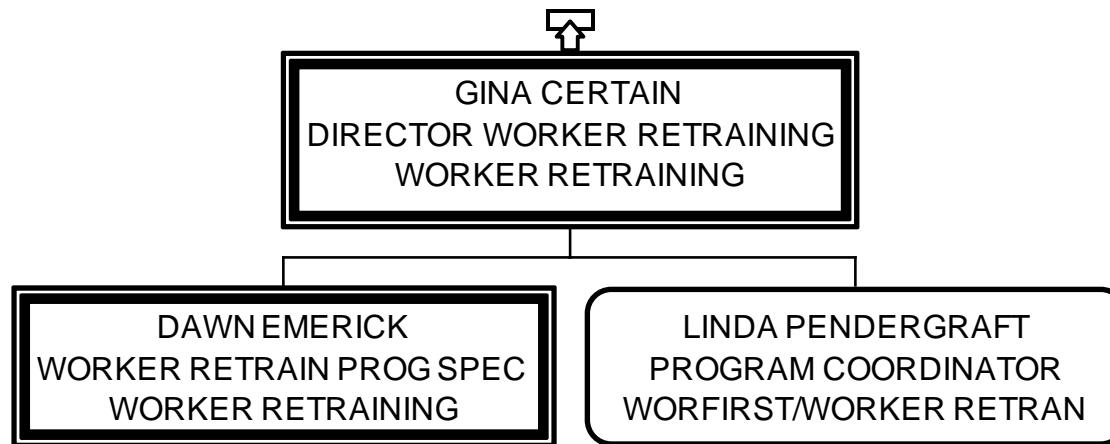 GINA CERTAIN
DIRECTOR WORKER RETRAINING
WORKER RETRAINING
DAWN EMERICK
WORKER RETRAIN PROG SPEC
WORKER RETRAINING
LINDA PENDERGRAFT
PROGRAM COORDINATOR
WORFIRST/WORKER RETRAN